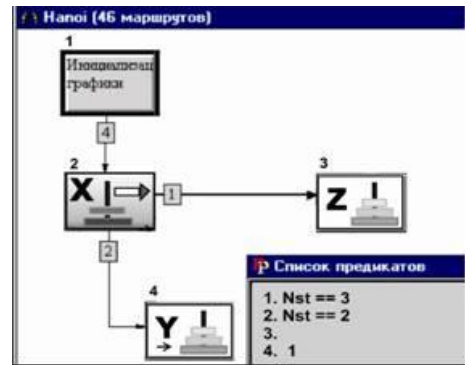 Hanoi (46 маршрутов)
1
Инициализац
графики
4
2
X
1
3
Z
2
4
Y
Список предикатов
1. Nst == 3
2. Nst == 2
3.
4. 1